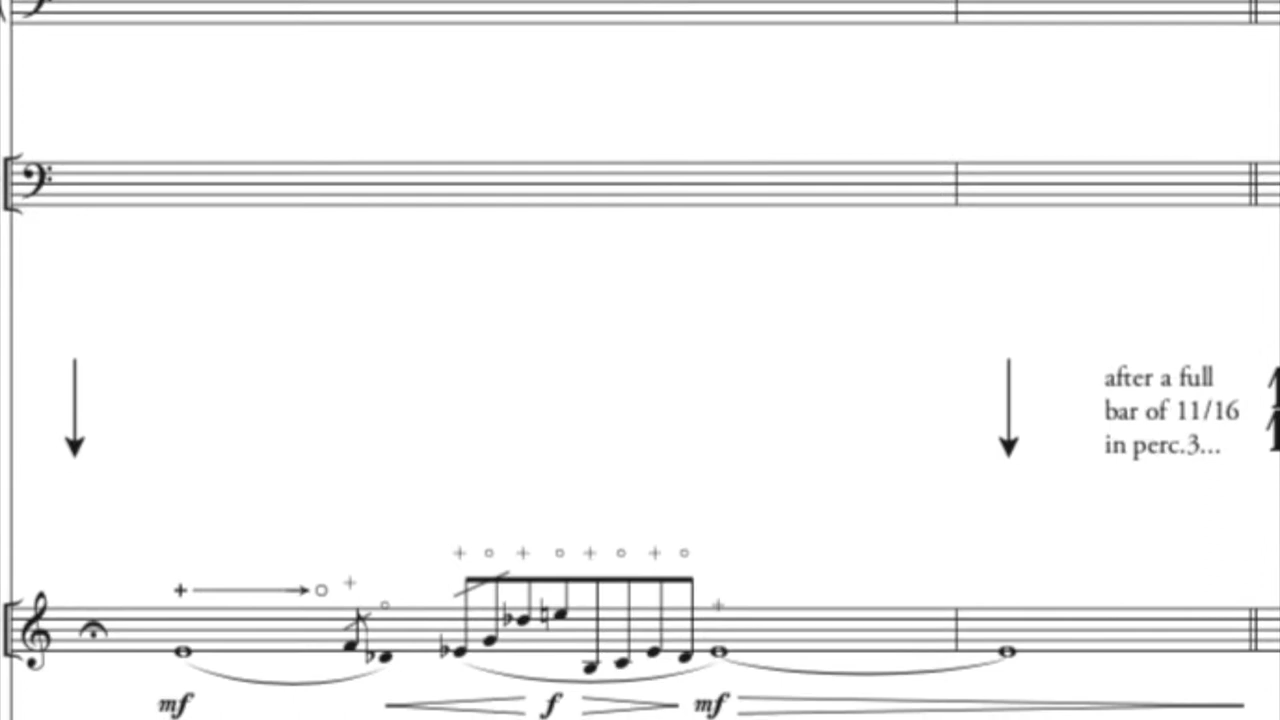 after a full
bar of 11/16
in perc.3...
mf
f
mf